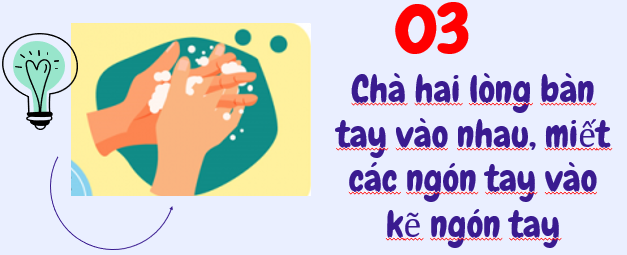 03
Chà hai lòng bàn
tay vào nhau, miết
các ngón tay vào
kẽ ngón tay